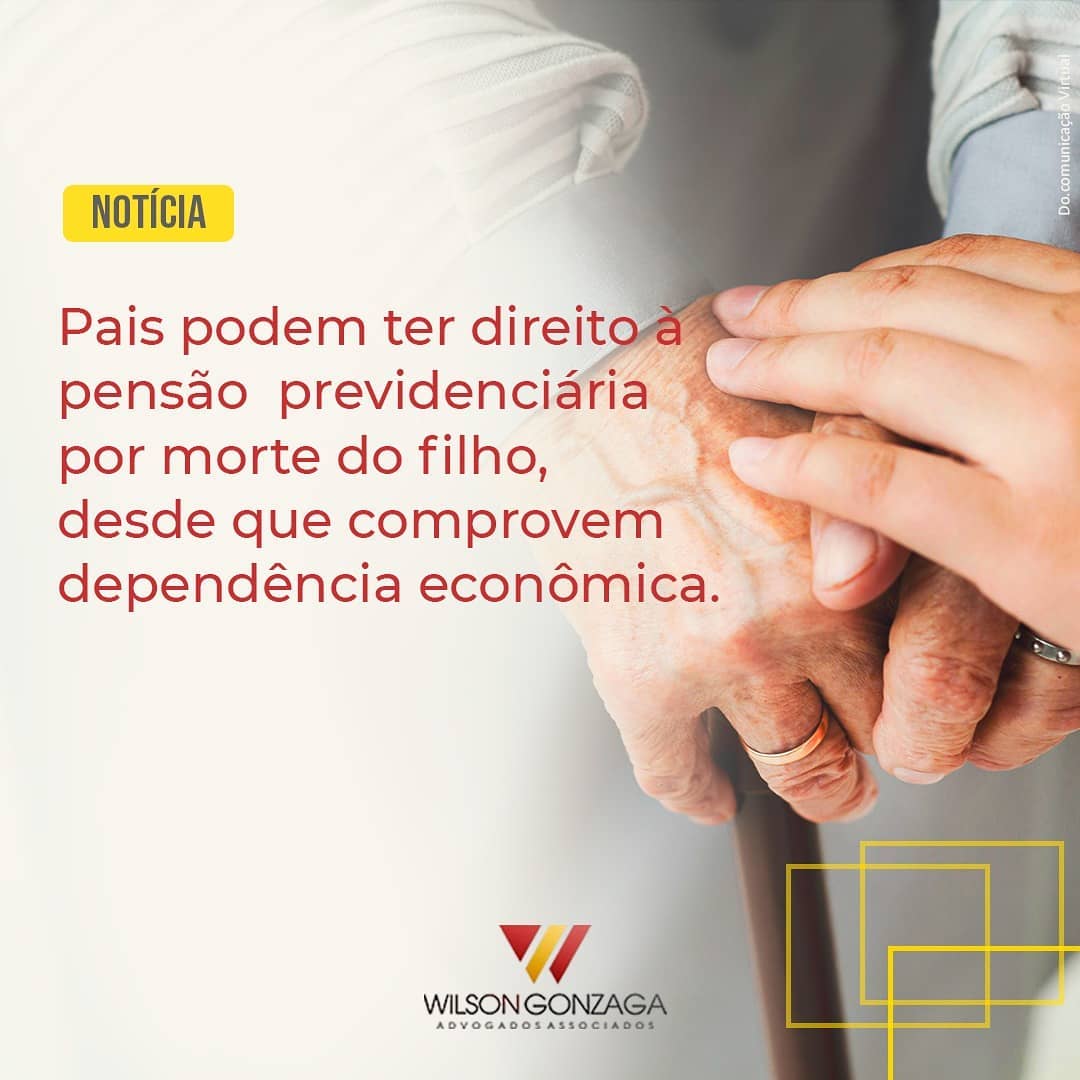 Do.comunicação Virtual
NOTÍCIA
Pais podem ter direito à
pensão  previdenciária
por morte do filho,
desde que comprovem
dependência econômica.
WILSON GONZAGA
ADVOGADOS ASSOCIADOS